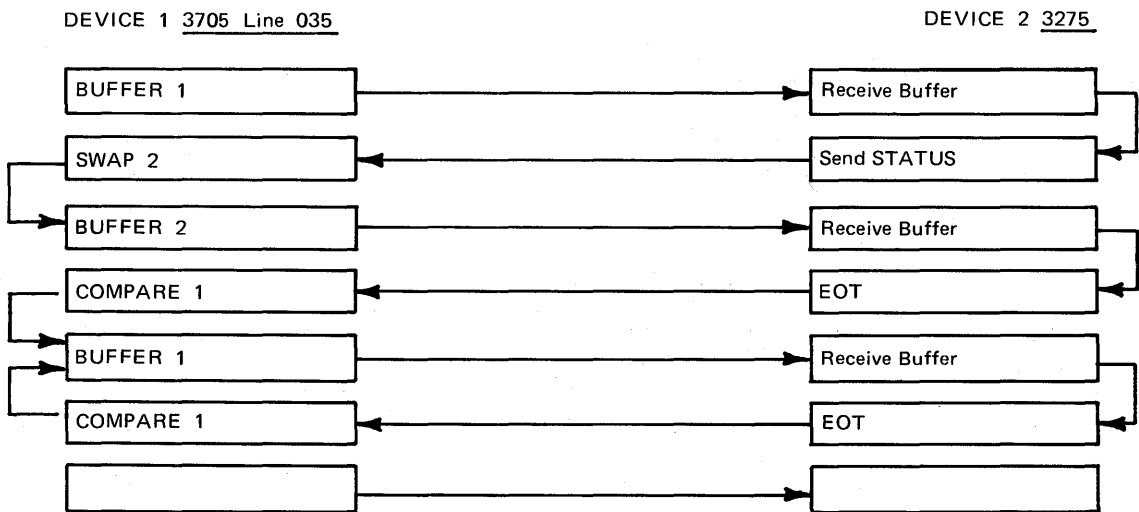 DEVICE 1 3705 Line 035
DEVICE 2 3275
BUFFER 1
Receive Buffer
SWAP 2
Send STATUS
BUFFER 2
Receive Buffer
COMPARE 1
EOT
BUFFER 1
Receive Buffer
COMPARE 1
EOT